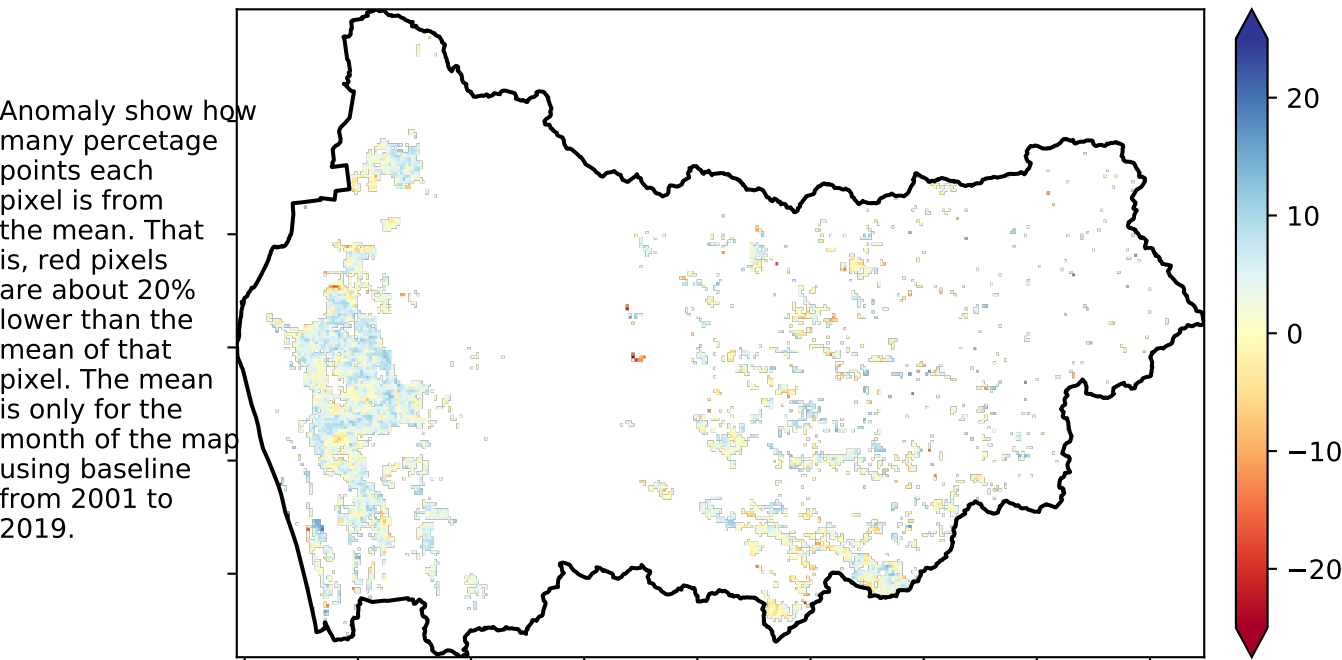 Anomaly show how
many percetage
points each
pixel is from
the mean. That
is, red pixels
are about 20%
lower than the
mean of that
pixel. The mean
is only for the
month of the map
using baseline
from 2001 to
2019.
20
10
0
−10
−20